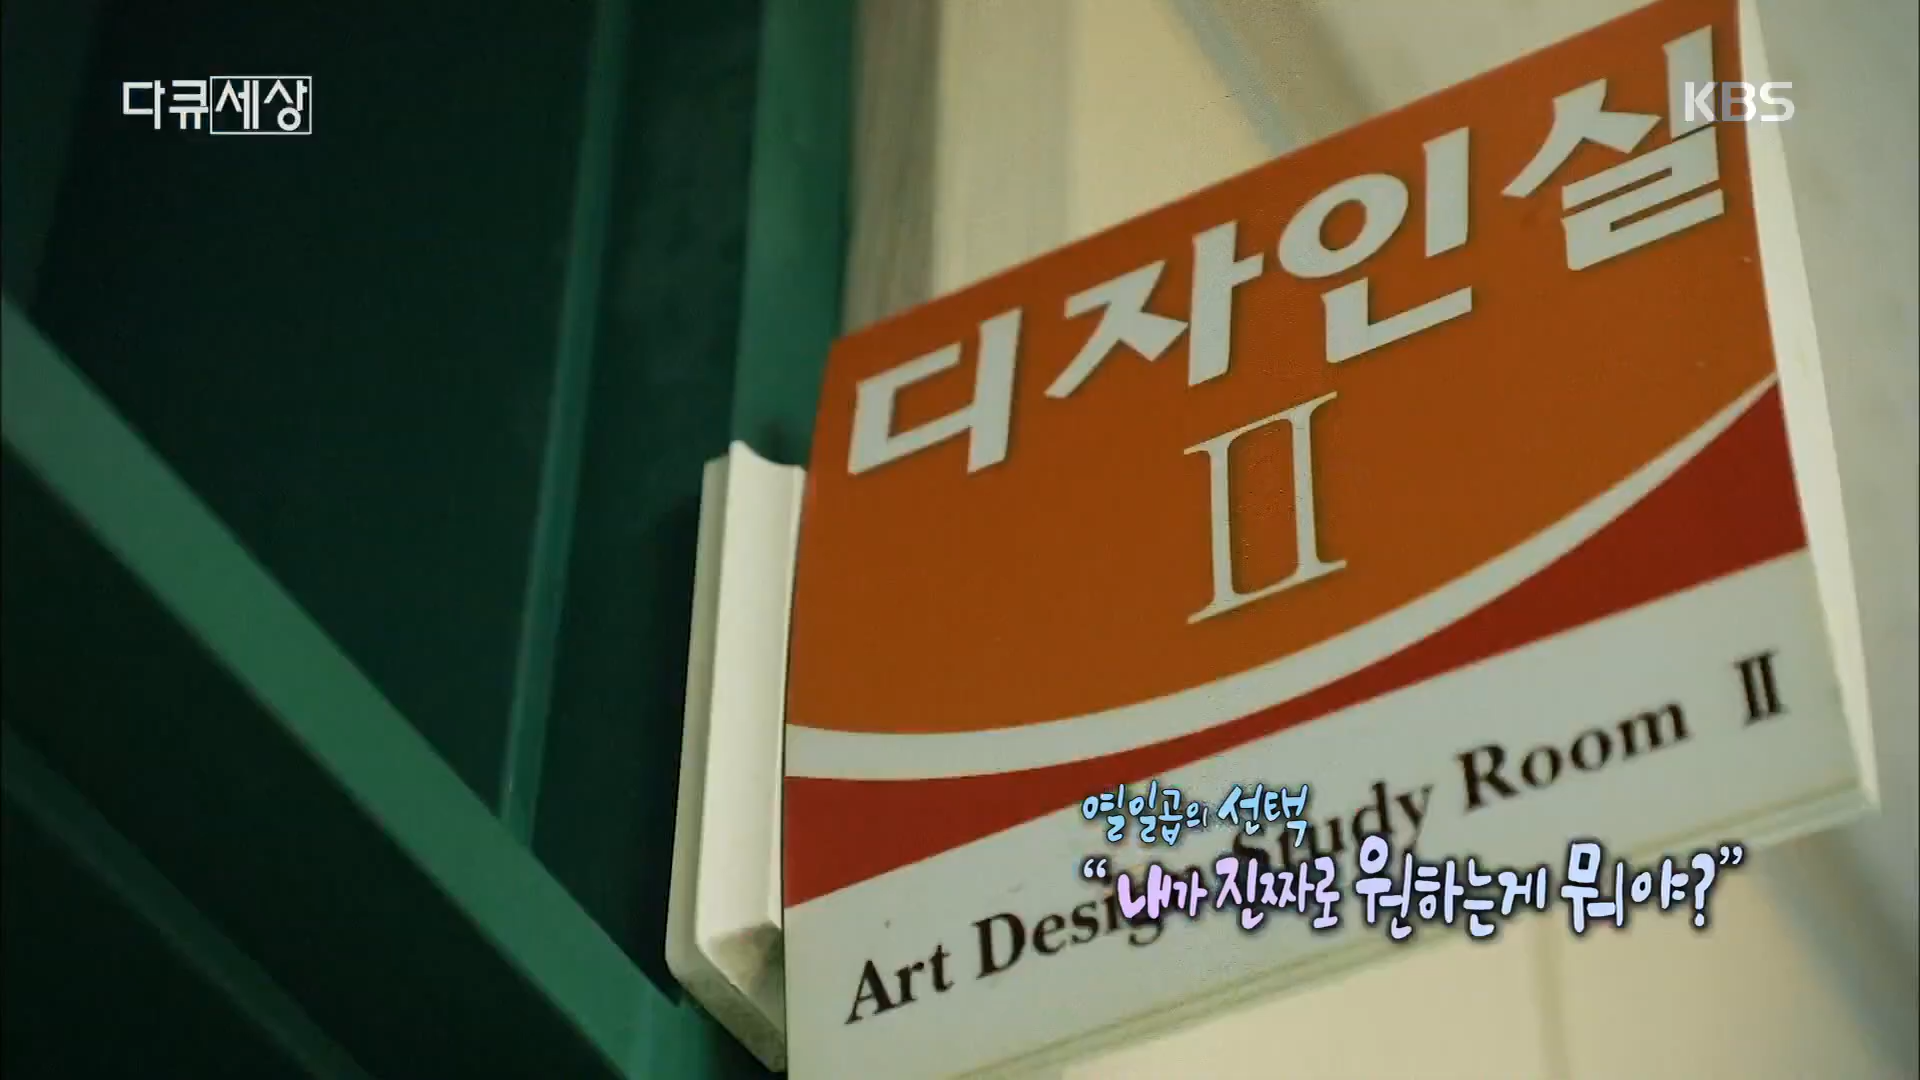 다큐세상
KBS
디자인실
Ⅱ
Art Design Study Room Ⅱ
열일곱의 선택
“내가 진짜로 원하는게 뭐야?”